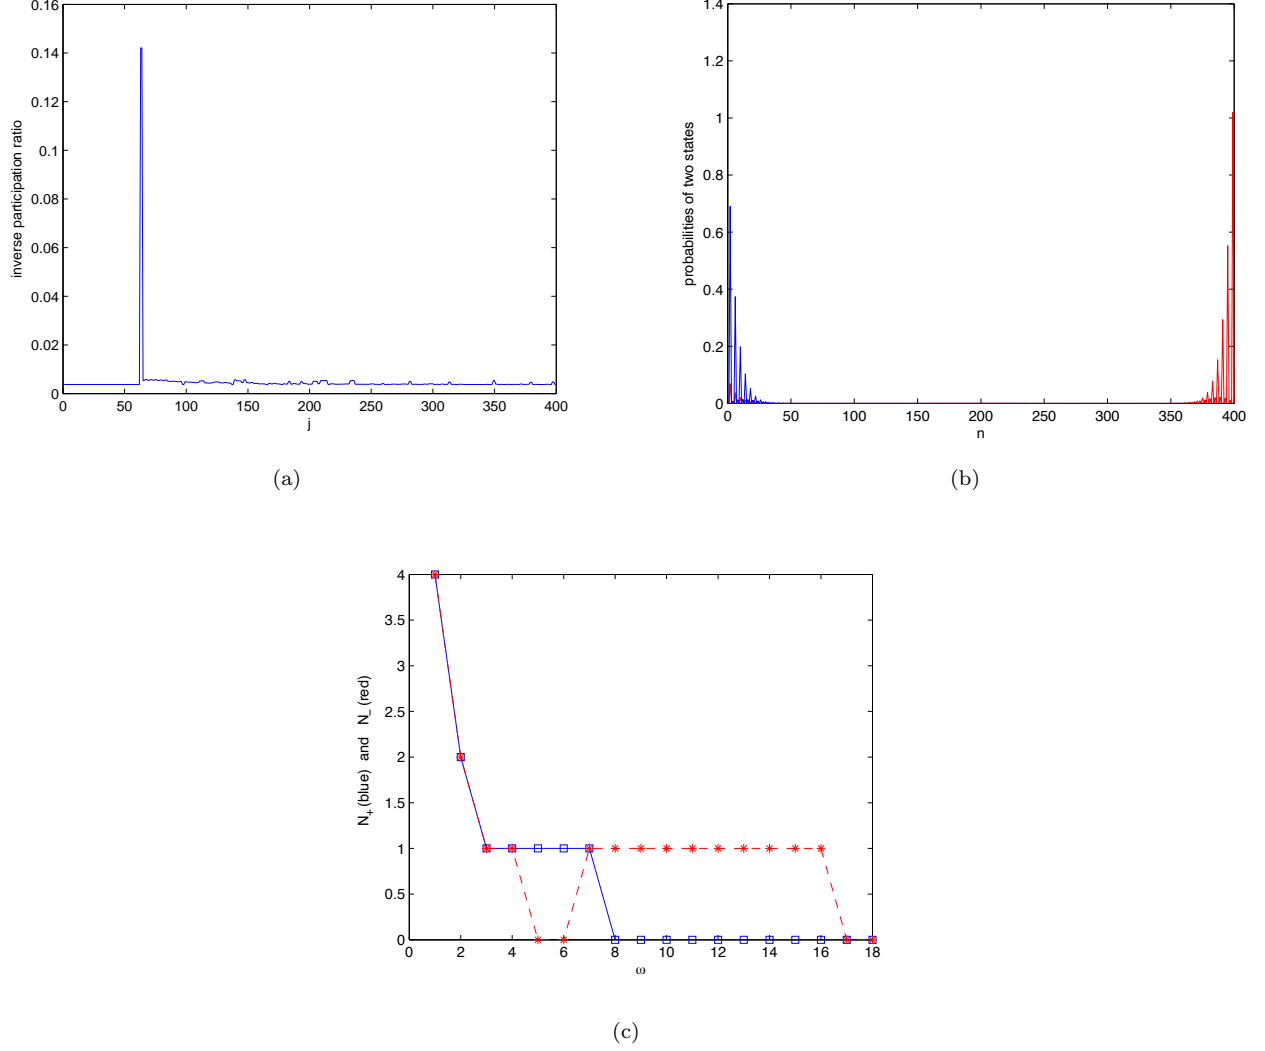 0.16
0.14
0.12
0.1
0.08
0.06
0.04
0.02
0
inverse participation ratio
0 50 100 150 200 250 300 350 400
j
(a)
1.4
1.2
1
0.8
0.6
0.4
0.2
0
probabilities of two states
0 50 100 150 200 250 300 350 400
n
(b)
4
3.5
3
2.5
2
1.5
1
0.5
0
N+ (blue) and N− (red)
0 2 4 6 8 10 12 14 16 18
ω
(c)